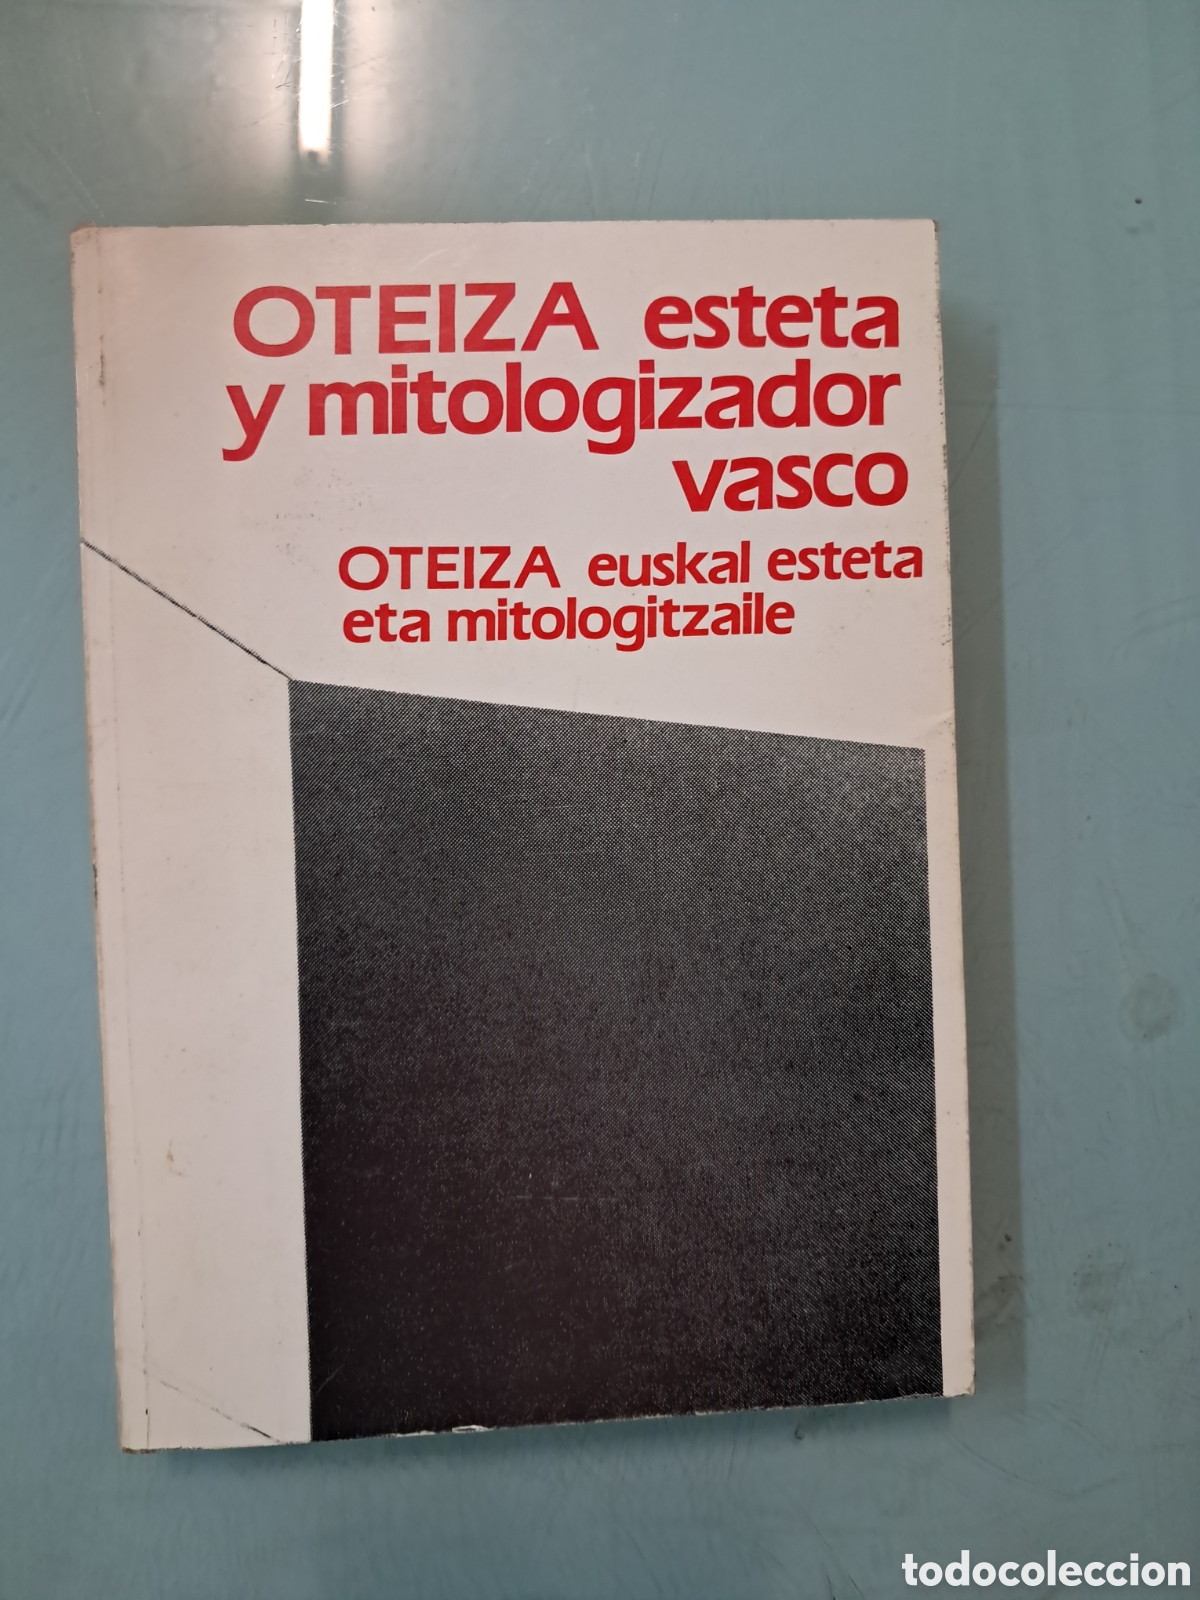 OTEIZA esteta
y mitologizador
vasco
OTEIZA euskal esteta
eta mitologitzaile
todocoleccion